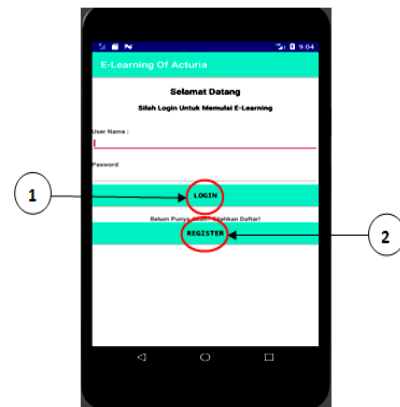 9:04
E-Learning Of Acturia
Selamat Datang
Silah Login Untuk Memulai E-Learning
User Name :
Password
1
LOGIN
Belum Punya Akun? Silahkan Daftar!
REGISTER
2